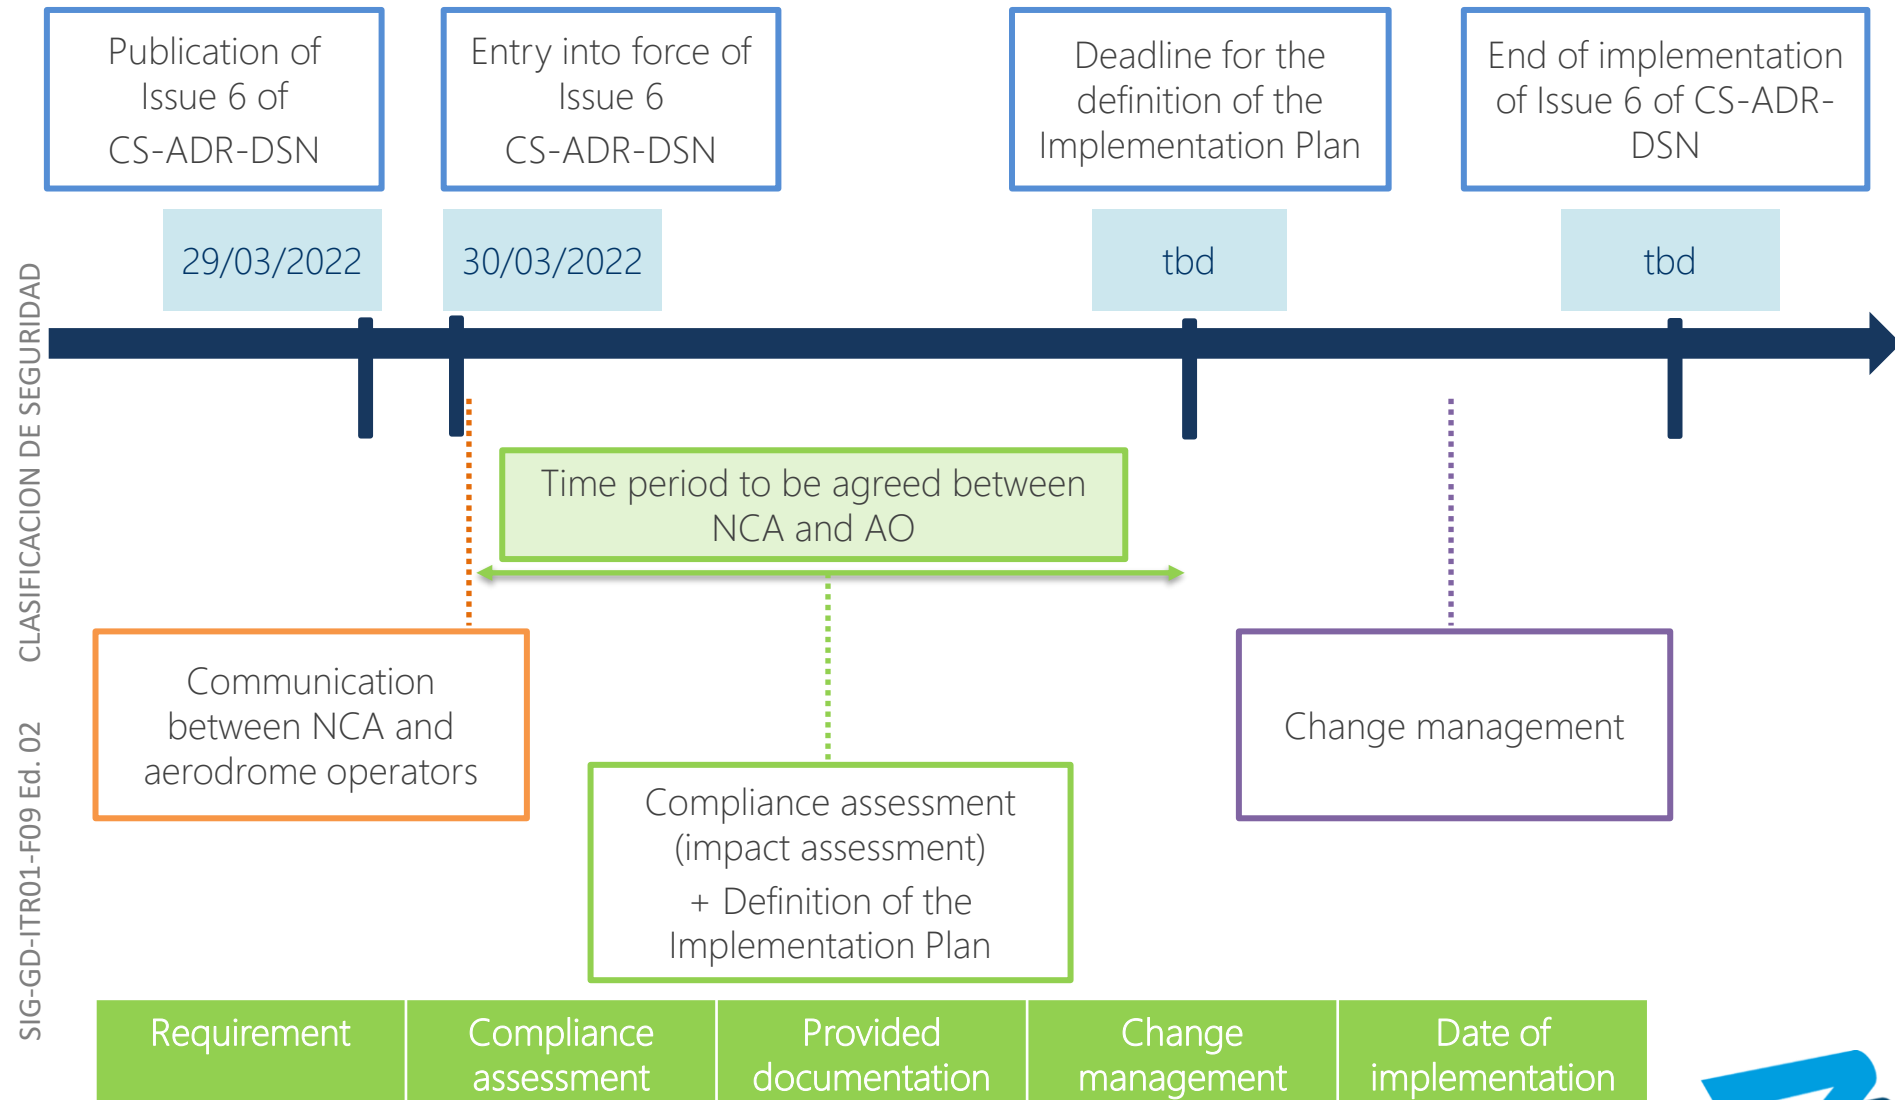 Publication of
Issue 6 of
CS-ADR-DSN
Entry into force of
Issue 6
CS-ADR-DSN
Deadline for the
definition of the
Implementation Plan
End of implementation
of Issue 6 of CS-ADR-
DSN
29/03/2022
30/03/2022
tbd
tbd
Time period to be agreed between
NCA and AO
Communication
between NCA and
aerodrome operators
Compliance assessment
(impact assessment)
+ Definition of the
Implementation Plan
Change management
Requirement
Compliance
assessment
Provided
documentation
Change
management
Date of
implementation
SIG-GD-ITR01-F09 Ed. 02 CLASIFICACION DE SEGURIDAD